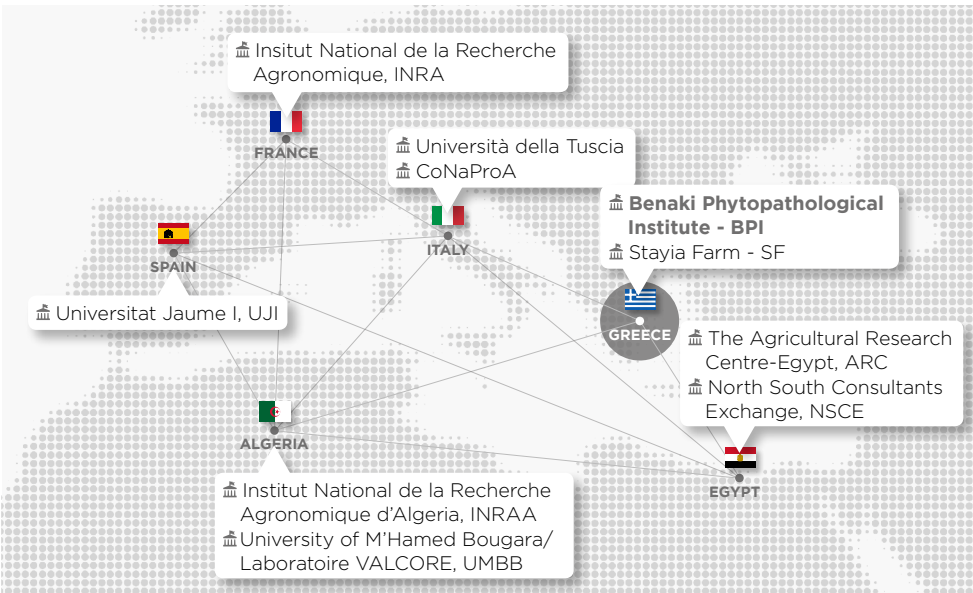 Insitut National de la Recherche
Agronomique, INRA
FRANCE
Università della Tuscia
CoNaProA
ITALY
Benaki Phytopathological
Institute - BPI
Stayia Farm - SF
GREECE
SPAIN
Universitat Jaume I, UJI
The Agricultural Research
Centre-Egypt, ARC
North South Consultants
Exchange, NSCE
EGYPT
ALGERIA
Institut National de la Recherche
Agronomique d’Algeria, INRAA
University of M’Hamed Bougara/
Laboratoire VALCORE, UMBB